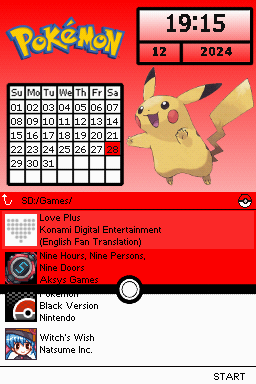 POKéMON
19:15
12 2024
Su Mo Tu We Th Fr Sa
01 02 03 04 05 06 07
08 09 10 11 12 13 14
15 16 17 18 19 20 21
22 23 24 25 26 27 28
29 30 31
SD:/Games/
Love Plus
Konami Digital Entertainment
(English Fan Translation)
Nine Hours, Nine Persons,
Nine Doors
Aksys Games
Pokémon
Black Version
Nintendo
Witch's Wish
Natsume Inc.
START